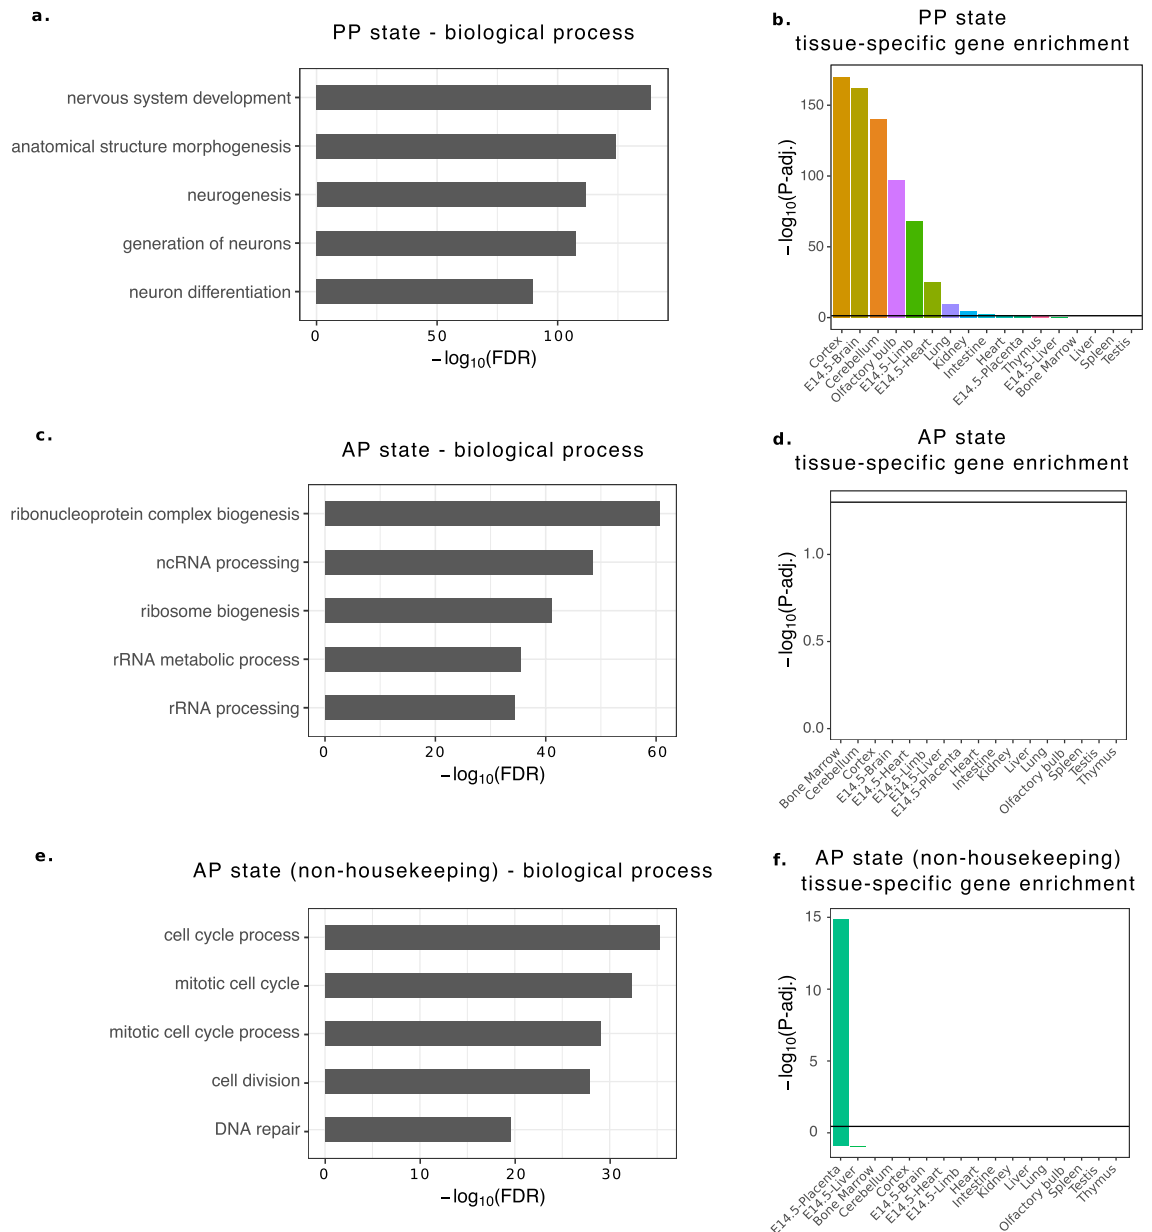 a.
PP state - biological process
nervous system development
anatomical structure morphogenesis
neurogenesis
generation of neurons
neuron differentiation
0 50 100
−log10(FDR)
b.
PP state
tissue-specific gene enrichment
−log10(P-adj.)
150
100
50
0
Cortex
E14.5-Brain
Cerebellum
Olfactory bulb
E14.5-Limb
E14.5-Heart
Lung
Kidney
Intestine
Heart
E14.5-Placenta
Thymus
E14.5-Liver
Bone Marrow
Liver
Spleen
Testis
c.
AP state - biological process
ribonucleoprotein complex biogenesis
ncRNA processing
ribosome biogenesis
rRNA metabolic process
rRNA processing
0 20 40 60
−log10(FDR)
d.
AP state
tissue-specific gene enrichment
−log10(P-adj.)
1.0
0.5
0.0
Bone Marrow
Cerebellum
Cortex
E14.5-Brain
E14.5-Heart
E14.5-Limb
E14.5-Liver
E14.5-Placenta
Heart
Intestine
Kidney
Liver
Lung
Olfactory bulb
Spleen
Testis
Thymus
e.
AP state (non-housekeeping) - biological process
cell cycle process
mitotic cell cycle
mitotic cell cycle process
cell division
DNA repair
0 10 20 30
−log10(FDR)
f.
AP state (non-housekeeping)
tissue-specific gene enrichment
−log10(P-adj.)
15
10
5
0
E14.5-Placenta
E14.5-Liver
Bone Marrow
Cerebellum
Cortex
E14.5-Brain
E14.5-Heart
E14.5-Limb
Heart
Intestine
Kidney
Liver
Lung
Olfactory bulb
Spleen
Testis
Thymus